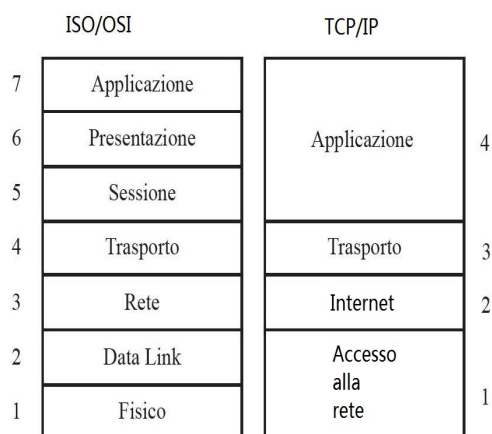 ISO/OSI TCP/IP
7 Applicazione
6 Presentazione
Applicazione 4
5 Sessione
4 Trasporto Trasporto 3
3 Rete Internet 2
2 Data Link
Accesso
alla
rete
1
1 Fisico